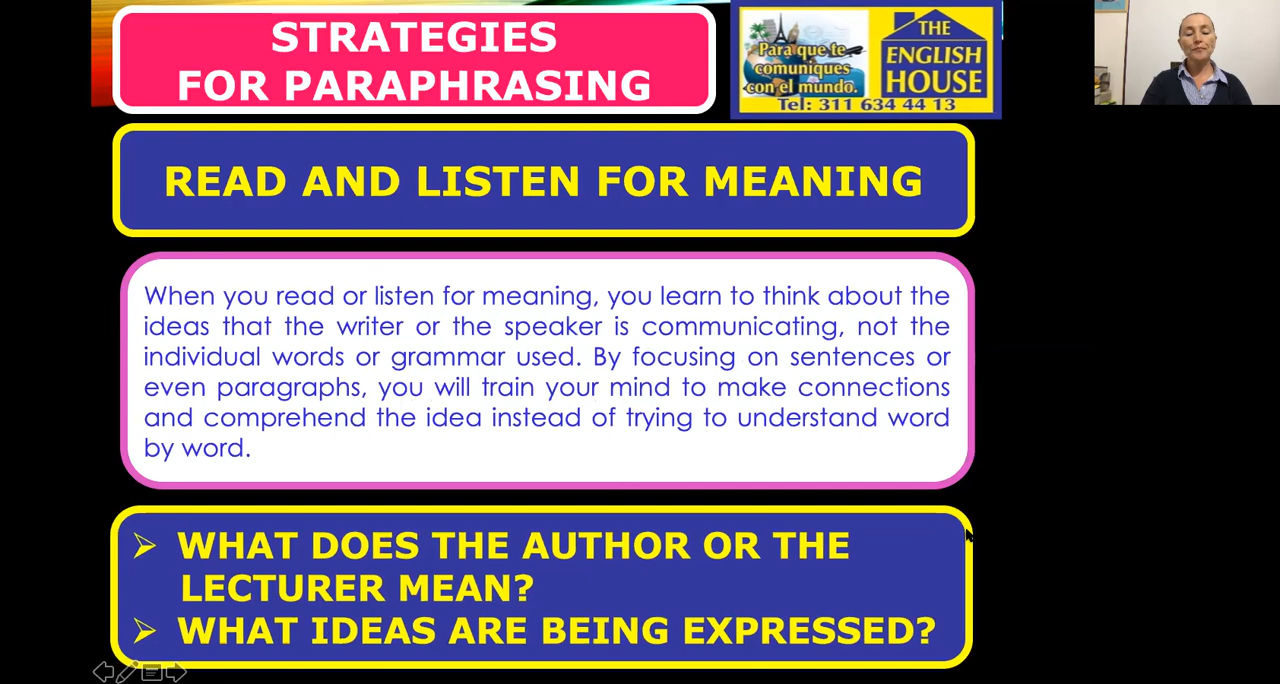 STRATEGIES
FOR PARAPHRASING
Para que te
comuniques
con el mundo.
THE
ENGLISH
HOUSE
Tel: 311 634 44 13
READ AND LISTEN FOR MEANING
When you read or listen for meaning, you learn to think about the
ideas that the writer or the speaker is communicating, not the
individual words or grammar used. By focusing on sentences or
even paragraphs, you will train your mind to make connections
and comprehend the idea instead of trying to understand word
by word.
WHAT DOES THE AUTHOR OR THE
LECTURER MEAN?
WHAT IDEAS ARE BEING EXPRESSED?